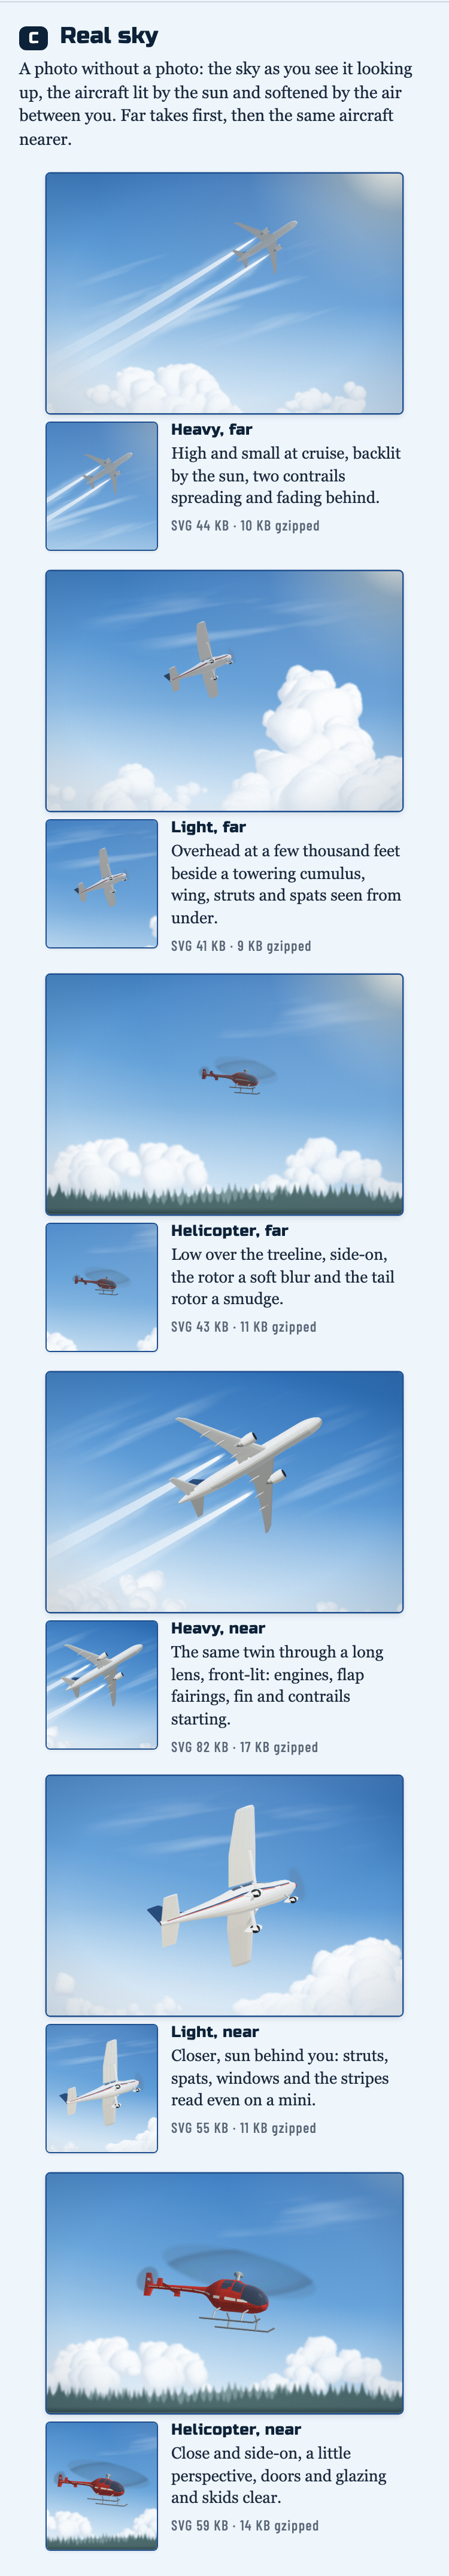 C Real sky
A photo without a photo: the sky as you see it looking
up, the aircraft lit by the sun and softened by the air
between you. Far takes first, then the same aircraft
nearer.
Heavy, far
High and small at cruise, backlit
by the sun, two contrails
spreading and fading behind.
SVG 44 KB · 10 KB gzipped
Light, far
Overhead at a few thousand feet
beside a towering cumulus,
wing, struts and spats seen from
under.
SVG 41 KB · 9 KB gzipped
Helicopter, far
Low over the treeline, side-on,
the rotor a soft blur and the tail
rotor a smudge.
SVG 43 KB · 11 KB gzipped
Heavy, near
The same twin through a long
lens, front-lit: engines, flap
fairings, fin and contrails
starting.
SVG 82 KB · 17 KB gzipped
Light, near
Closer, sun behind you: struts,
spats, windows and the stripes
read even on a mini.
SVG 55 KB · 11 KB gzipped
Helicopter, near
Close and side-on, a little
perspective, doors and glazing
and skids clear.
SVG 59 KB · 14 KB gzipped